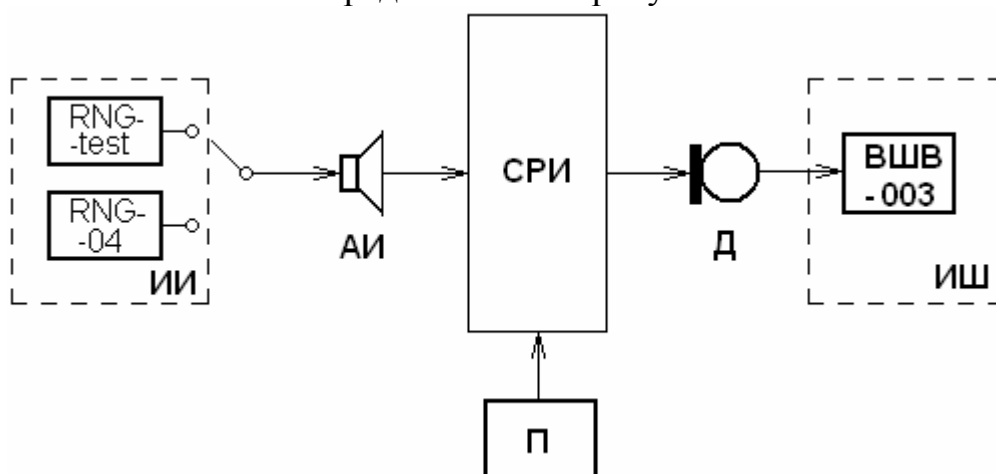 RNG-
-test
RNG-
-04
ИИ
АИ
СРИ
П
Д
ВШВ
-003
ИШ